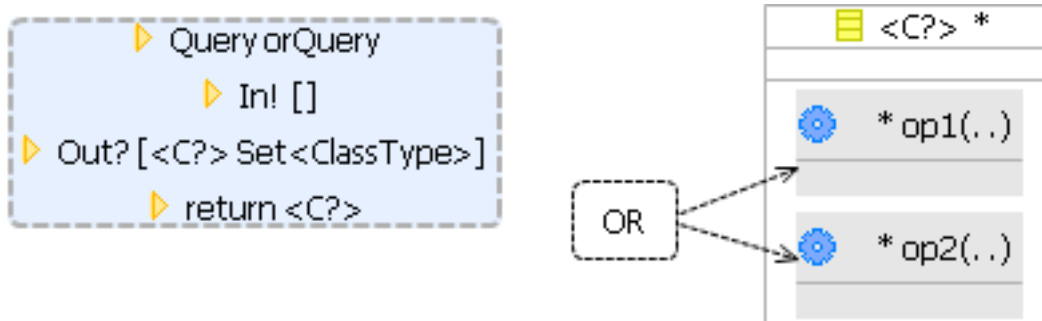 Query orQuery
In! []
Out? [<C?> Set<ClassType>]
return <C?>
<C?> *
* op1(..)
OR
* op2(..)